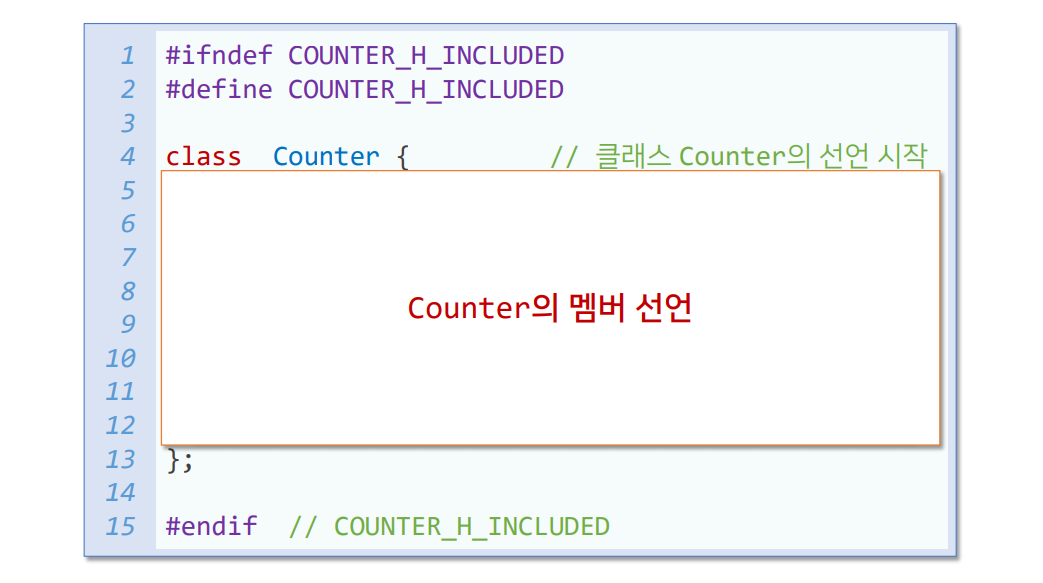 1 #ifndef COUNTER_H_INCLUDED
2 #define COUNTER_H_INCLUDED
3
4 class Counter { // 클래스 Counter의 선언 시작
5
6
7
8
Counter의 멤버 선언
9
10
11
12
13 };
14
15 #endif // COUNTER_H_INCLUDED